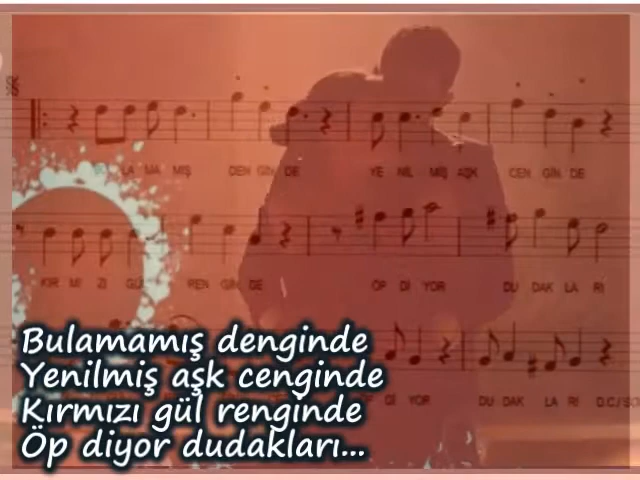 LA MA MIŞ DEN GİN DE YE NİL MİŞ AŞK CEN GİN DE
KIR MI ZI GÜL REN GİN DE ÖP Dİ YOR DU DAK LA RI
Dİ YOR DU DAK LA RI D.C./SO
Bulamamış denginde
Yenilmiş aşk cenginde
Kırmızı gül renginde
Öp diyor dudakları...